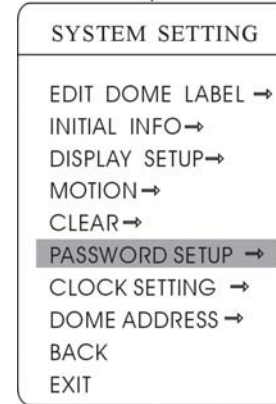 SYSTEM SETTING
EDIT DOME LABEL →
INITIAL INFO→
DISPLAY SETUP→
MOTION→
CLEAR→
PASSWORD SETUP →
CLOCK SETTING →
DOME ADDRESS→
BACK
EXIT